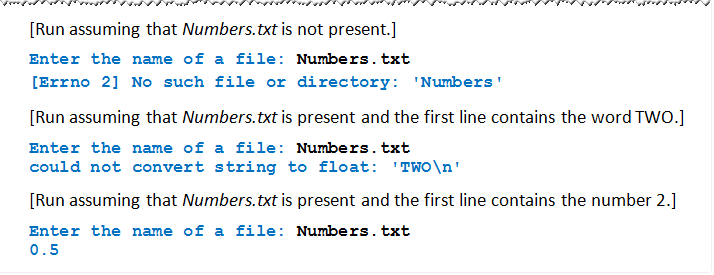 [Run assuming that Numbers.txt is not present.]
Enter the name of a file: Numbers.txt
[Errno 2] No such file or directory: 'Numbers'
[Run assuming that Numbers.txt is present and the first line contains the word TWO.]
Enter the name of a file: Numbers.txt
could not convert string to float: 'TWO\n'
[Run assuming that Numbers.txt is present and the first line contains the number 2.]
Enter the name of a file: Numbers.txt
0.5